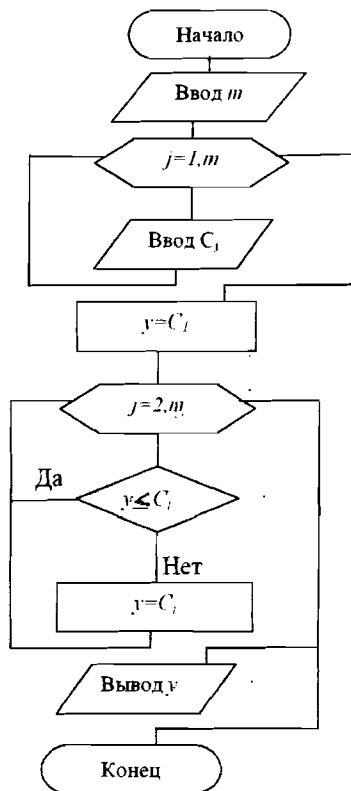 Начало
Ввод m
j=1,m
Ввод Cj
y=C1
j=2,m
Да
y≤Cj
Нет
y=Cj
Вывод y
Конец